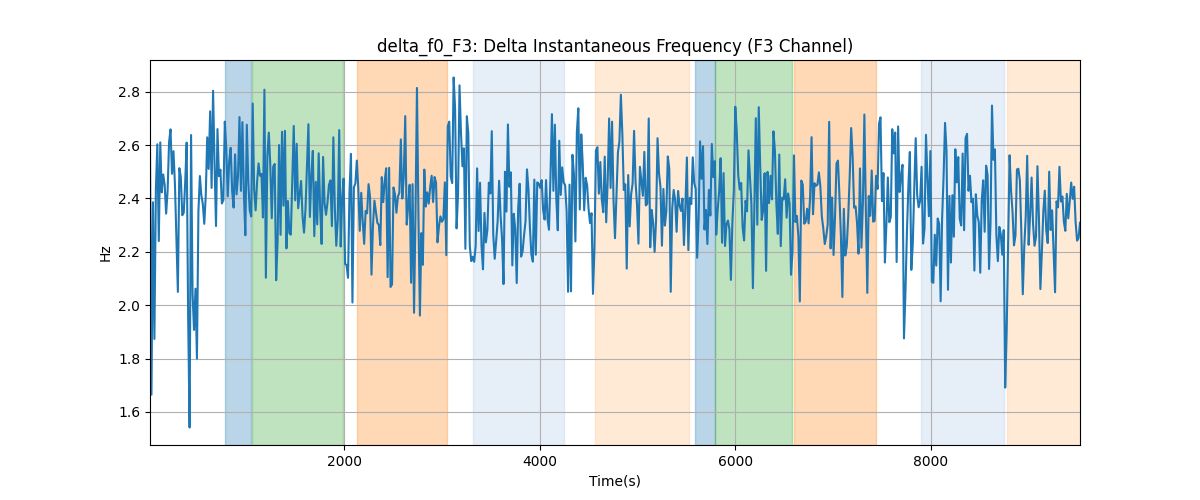 delta_f0_F3: Delta Instantaneous Frequency (F3 Channel)
Hz
2.8
2.6
2.4
2.2
2.0
1.8
1.6
2000 4000 6000 8000
Time(s)